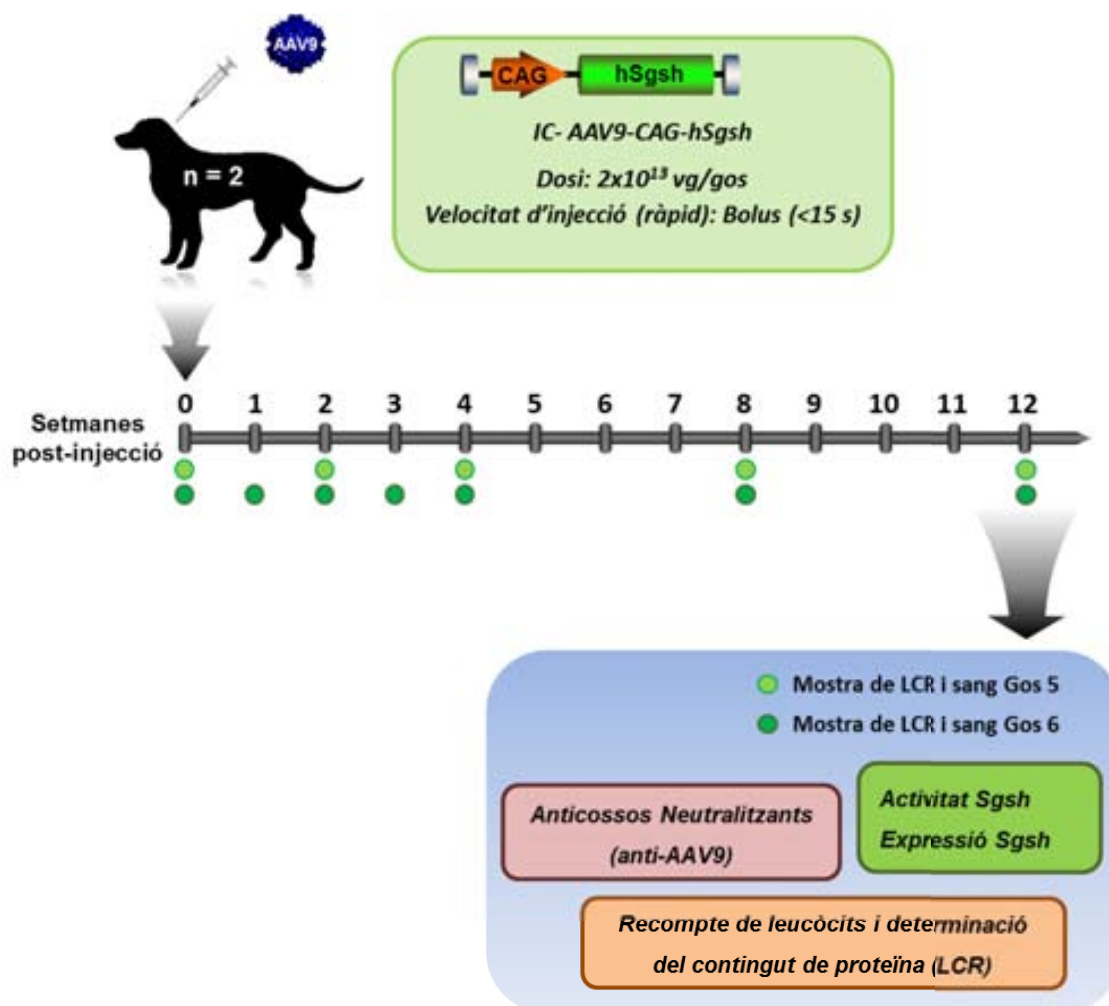 AAV9
CAG
hSgsh
IC- AAV9-CAG-hSgsh
Dosi: 2x10¹³ vg/gos
Velocitat d'injecció (ràpid): Bolus (<15 s)
n = 2
Setmanes
post-injecció
0 1 2 3 4 5 6 7 8 9 10 11 12
Mostra de LCR i sang Gos 5
Mostra de LCR i sang Gos 6
Anticossos Neutralitzants
(anti-AAV9)
Activitat Sgsh
Expressió Sgsh
Recompte de leucòcits i determinació
del contingut de proteïna (LCR)